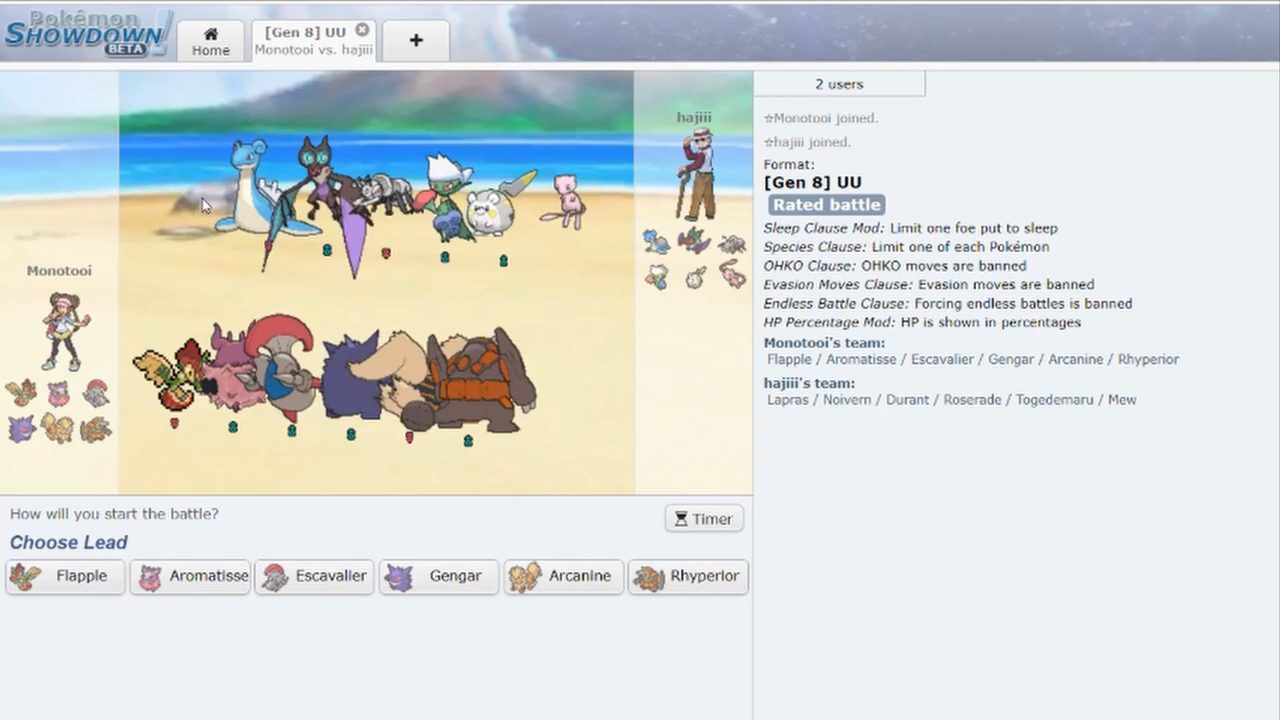 Pokémon
SHOWDOWN!
BETA
Home
[Gen 8] UU
Monotooi vs. hajiii
+
2 users
☆Monotooi joined.
☆hajiii joined.
Format:
[Gen 8] UU
Rated battle
Sleep Clause Mod: Limit one foe put to sleep
Species Clause: Limit one of each Pokémon
OHKO Clause: OHKO moves are banned
Evasion Moves Clause: Evasion moves are banned
Endless Battle Clause: Forcing endless battles is banned
HP Percentage Mod: HP is shown in percentages
Monotooi's team:
Flapple / Aromatisse / Escavalier / Gengar / Arcanine / Rhyperior
hajiii's team:
Lapras / Noivern / Durant / Roserade / Togedemaru / Mew
hajiii
Monotooi
How will you start the battle?
Timer
Choose Lead
Flapple
Aromatisse
Escavalier
Gengar
Arcanine
Rhyperior